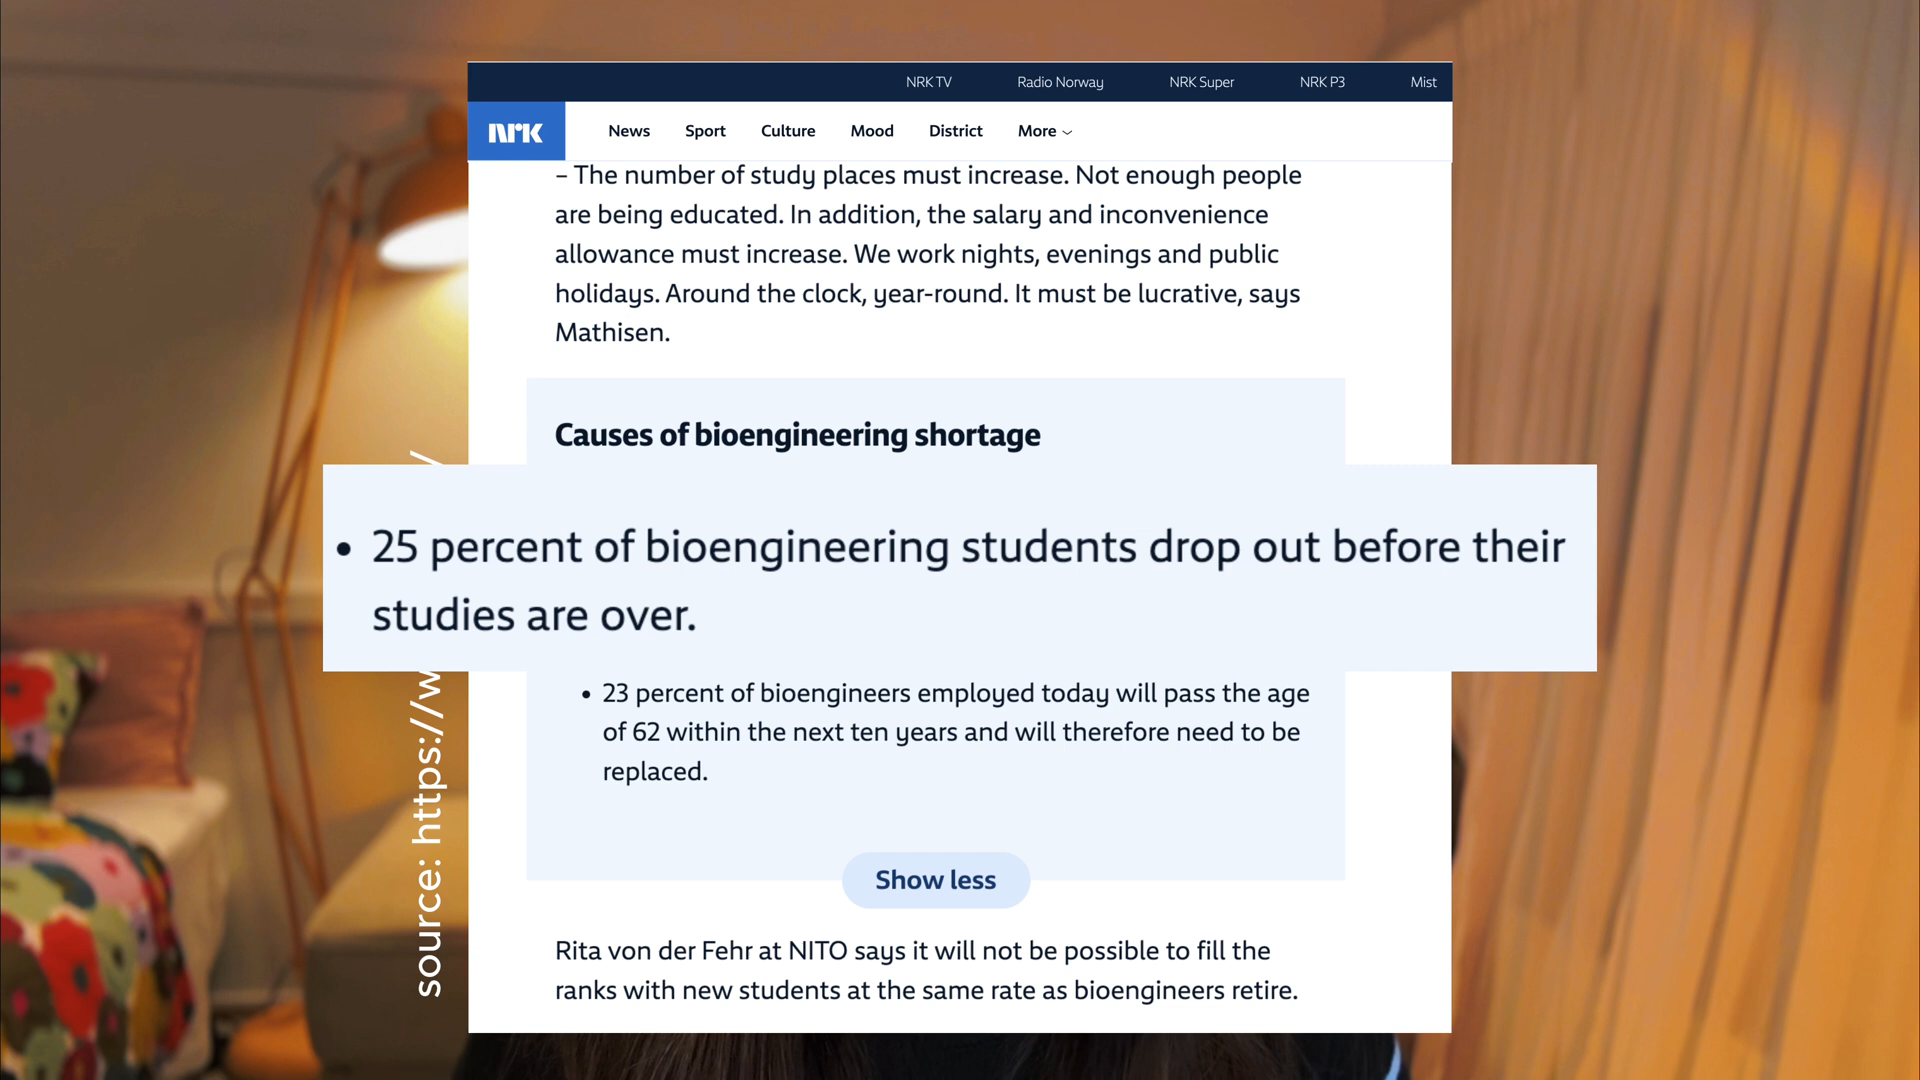 NRK TV Radio Norway NRK Super NRK P3 Mist
nrk News Sport Culture Mood District More
– The number of study places must increase. Not enough people
are being educated. In addition, the salary and inconvenience
allowance must increase. We work nights, evenings and public
holidays. Around the clock, year-round. It must be lucrative, says
Mathisen.
Causes of bioengineering shortage
• 25 percent of bioengineering students drop out before their
studies are over.
• 23 percent of bioengineers employed today will pass the age
of 62 within the next ten years and will therefore need to be
replaced.
Show less
Rita von der Fehr at NITO says it will not be possible to fill the
ranks with new students at the same rate as bioengineers retire.
source: https://w